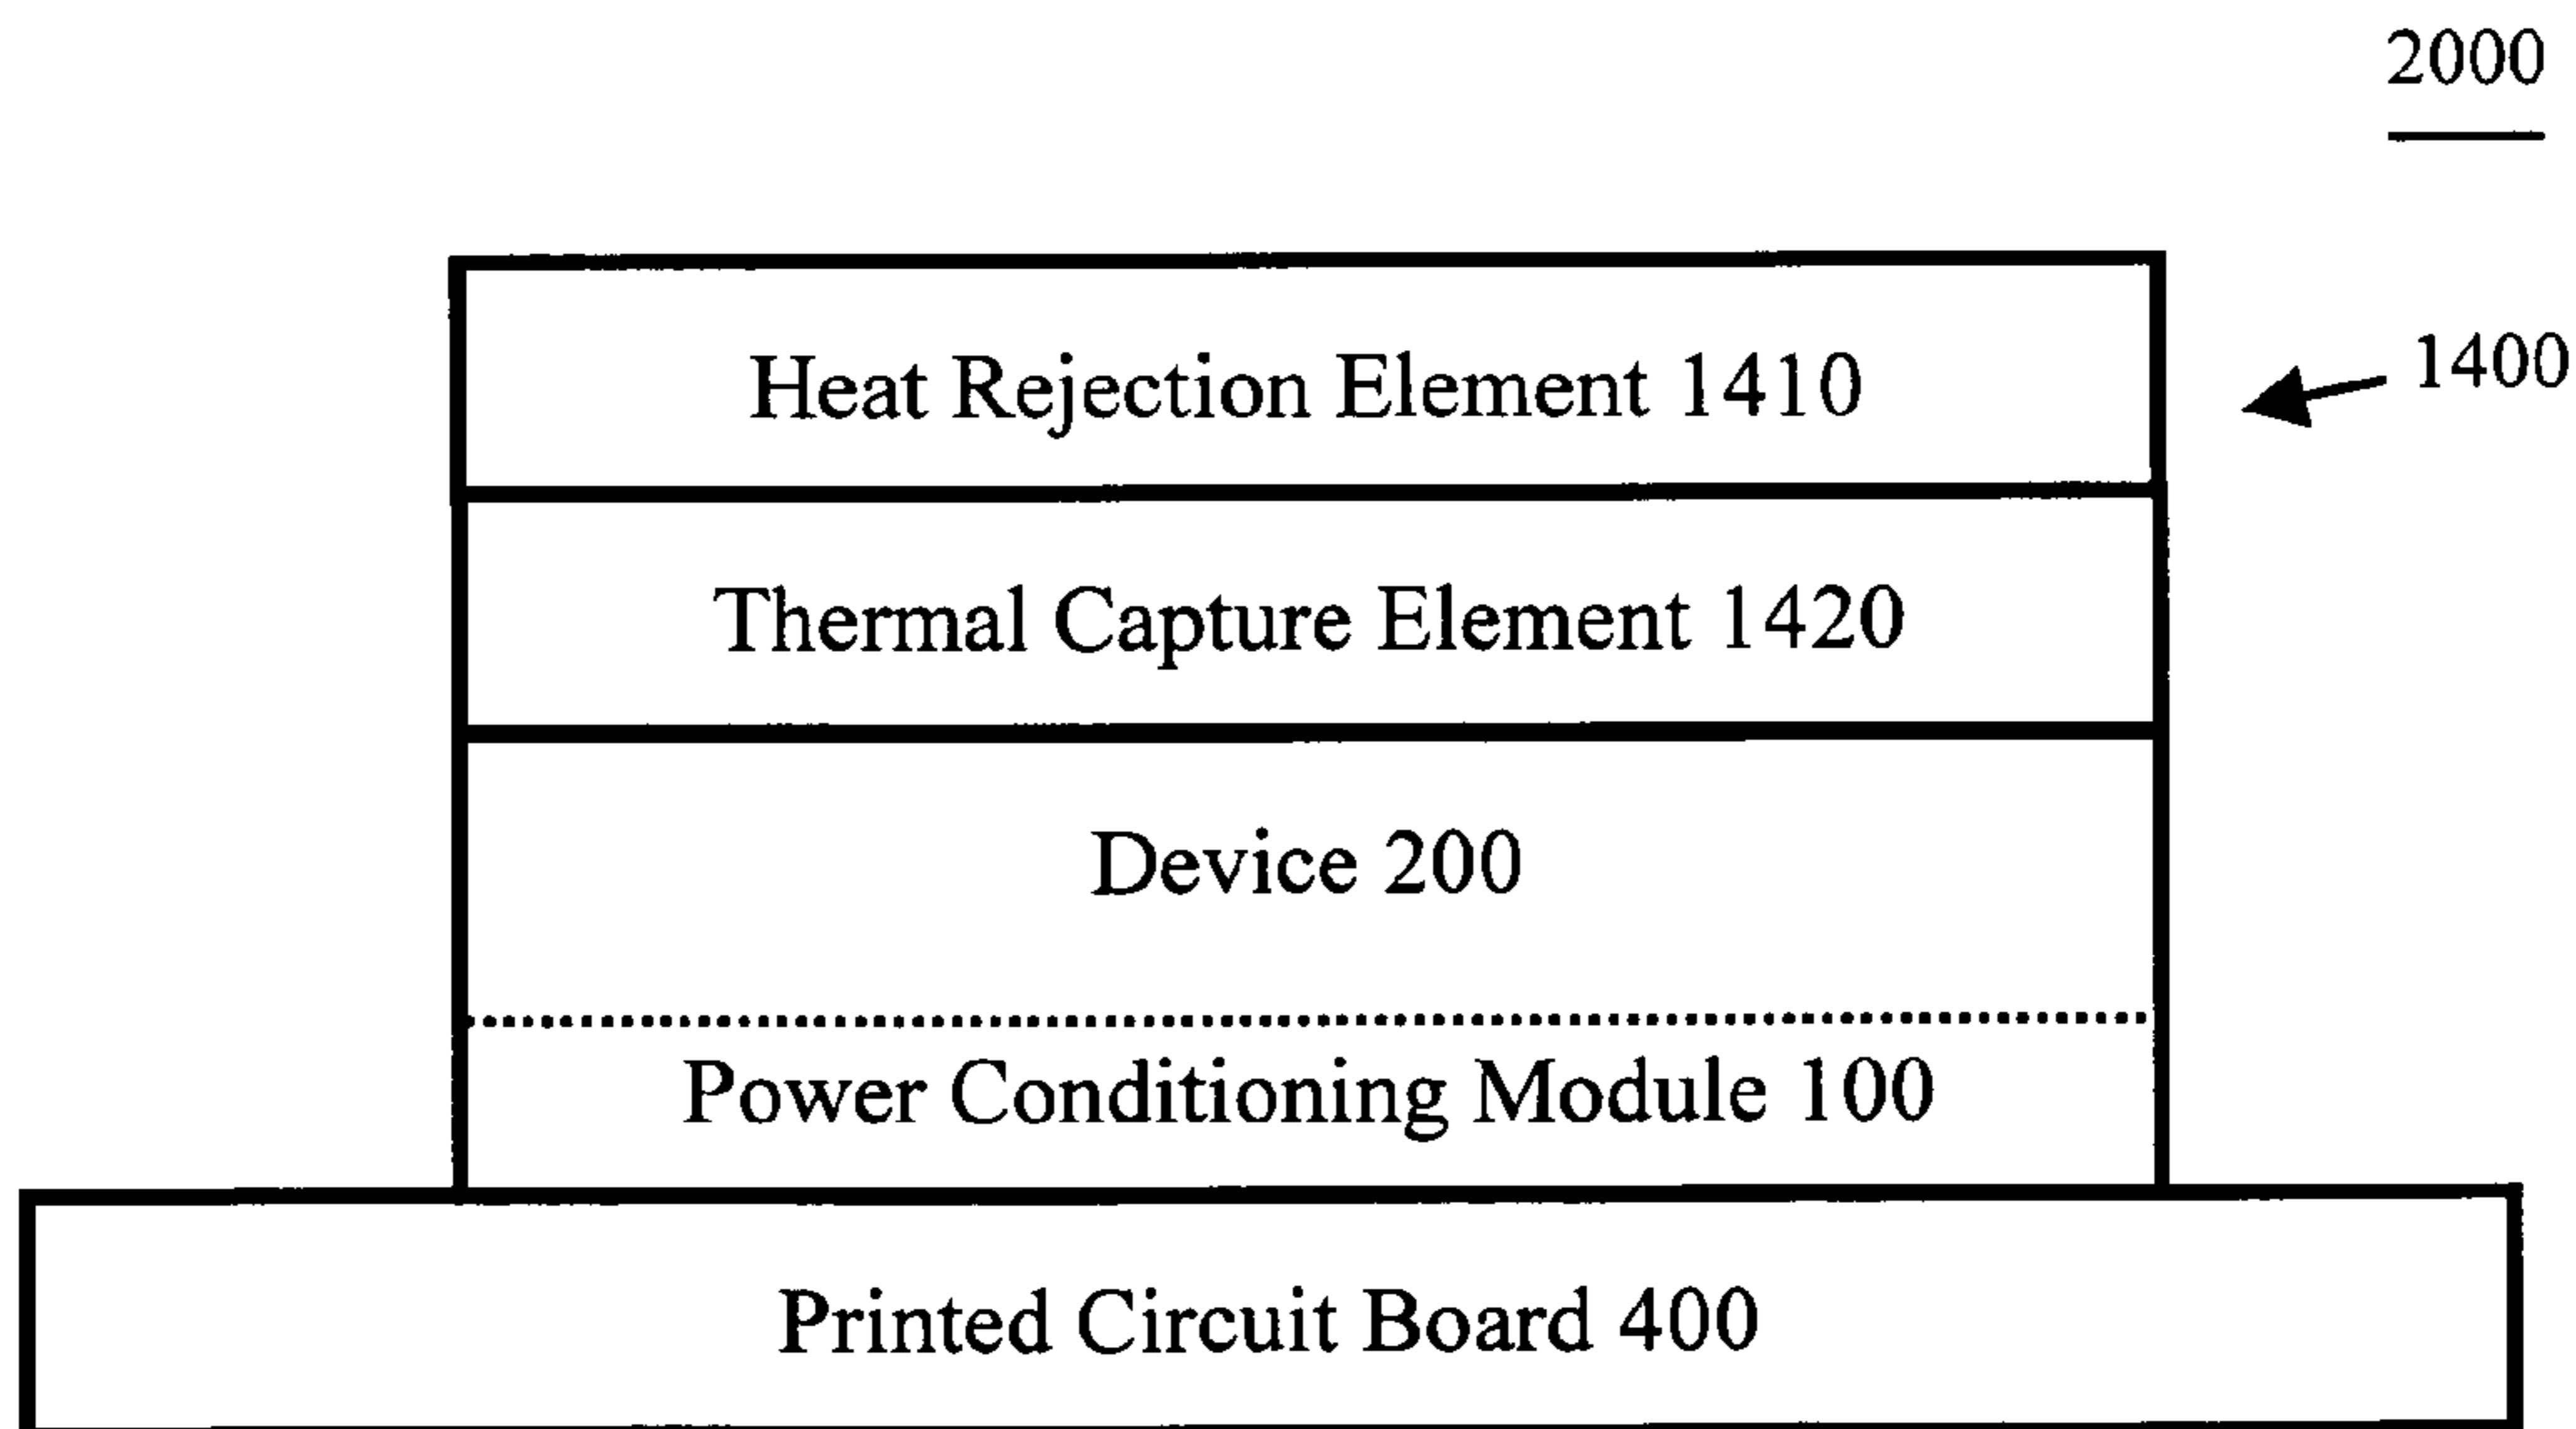 2000
Heat Rejection Element 1410
1400
Thermal Capture Element 1420
Device 200
Power Conditioning Module 100
Printed Circuit Board 400